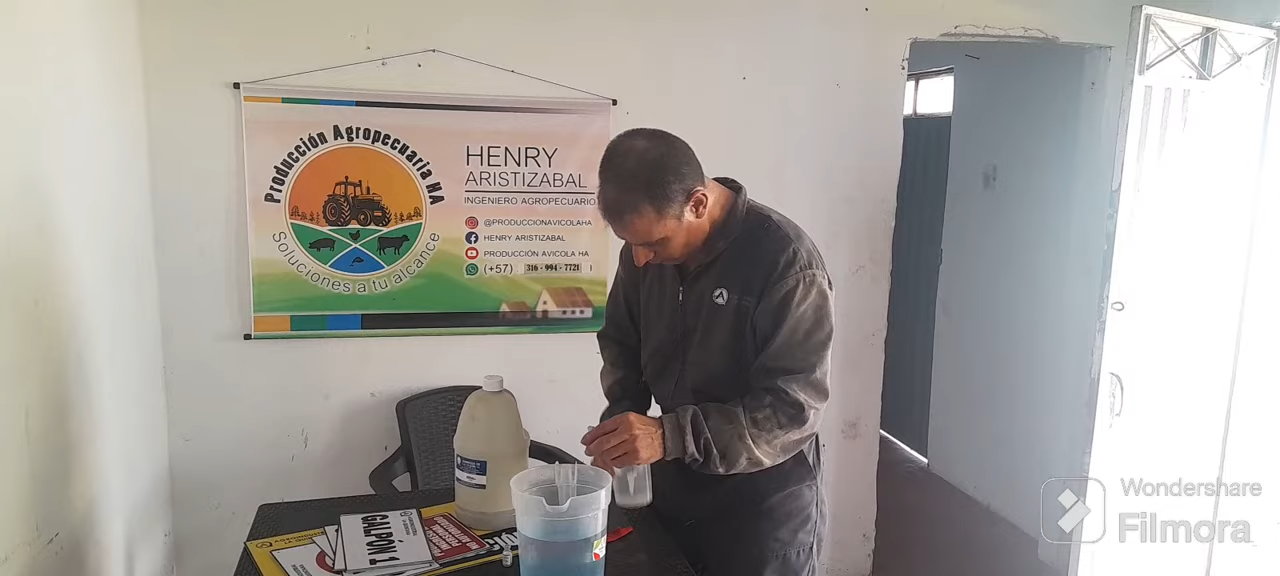 Producción Agropecuaria HA
Soluciones a tu alcance
HENRY
ARISTIZABAL
INGENIERO AGROPECUARIO
@PRODUCCIONAVICOLAHA
HENRY ARISTIZABAL
PRODUCCIÓN AVICOLA HA
(+57) 316 - 994 - 7721
GALPÓN 1
Wondershare
Filmora